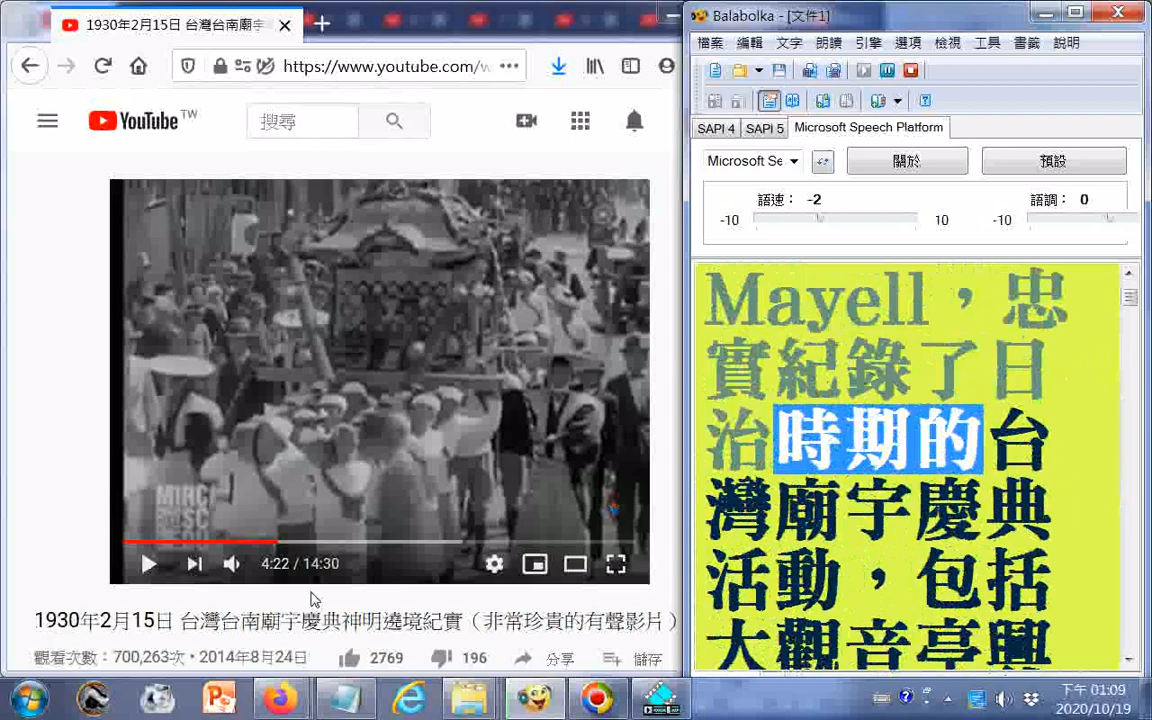 1930年2月15日 台灣台南廟宇
https://www.youtube.com/w
YouTube TW
搜尋
4:22 / 14:30
1930年2月15日 台灣台南廟宇慶典神明遶境紀實（非常珍貴的有聲影片）
觀看次數：700,263次 • 2014年8月24日
2769
196
分享
儲存
Balabolka - [文件1]
檔案 編輯 文字 朗讀 引擎 選項 檢視 工具 書籤 說明
SAPI 4 SAPI 5 Microsoft Speech Platform
Microsoft Se
關於
預設
語速： -2
語調： 0
-10 10 -10
Mayell，忠
實紀錄了日
治時期的台
灣廟宇慶典
活動，包括
大觀音亭興
下午 01:09
2020/10/19